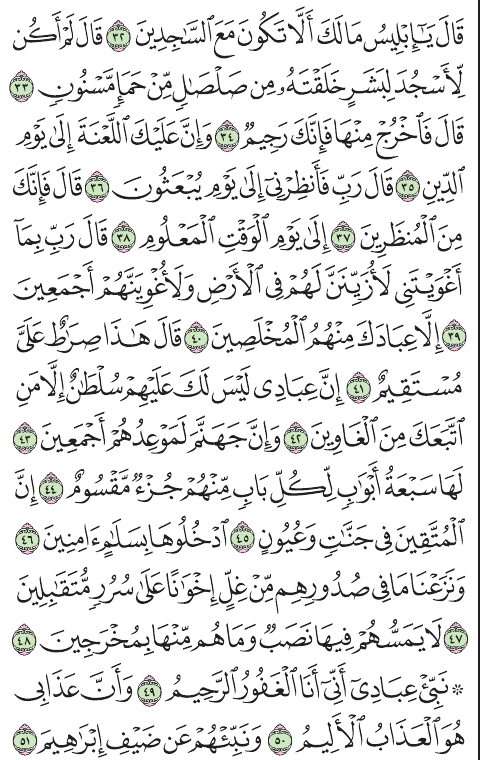 قَالَ يَٰٓإِبۡلِيسُ مَا لَكَ أَلَّا تَكُونَ مَعَ ٱلسَّٰجِدِينَ ٣٢ قَالَ لَمۡ أَكُن
لِّأَسۡجُدَ لِبَشَرٍ خَلَقۡتَهُۥ مِن صَلۡصَٰلٖ مِّنۡ حَمَإٖ مَّسۡنُونٖ ٣٣
قَالَ فَٱخۡرُجۡ مِنۡهَا فَإِنَّكَ رَجِيمٞ ٣٤ وَإِنَّ عَلَيۡكَ ٱللَّعۡنَةَ إِلَىٰ يَوۡمِ
ٱلدِّينِ ٣٥ قَالَ رَبِّ فَأَنظِرۡنِيٓ إِلَىٰ يَوۡمِ يُبۡعَثُونَ ٣٦ قَالَ فَإِنَّكَ
مِنَ ٱلۡمُنظَرِينَ ٣٧ إِلَىٰ يَوۡمِ ٱلۡوَقۡتِ ٱلۡمَعۡلُومِ ٣٨ قَالَ رَبِّ بِمَآ
أَغۡوَيۡتَنِي لَأُزَيِّنَنَّ لَهُمۡ فِي ٱلۡأَرۡضِ وَلَأُغۡوِيَنَّهُمۡ أَجۡمَعِينَ
٣٩ إِلَّا عِبَادَكَ مِنۡهُمُ ٱلۡمُخۡلَصِينَ ٤٠ قَالَ هَٰذَا صِرَٰطٌ عَلَيَّ
مُسۡتَقِيمٌ ٤١ إِنَّ عِبَادِي لَيۡسَ لَكَ عَلَيۡهِمۡ سُلۡطَٰنٌ إِلَّا مَنِ
ٱتَّبَعَكَ مِنَ ٱلۡغَاوِينَ ٤٢ وَإِنَّ جَهَنَّمَ لَمَوۡعِدُهُمۡ أَجۡمَعِينَ ٤٣
لَهَا سَبۡعَةُ أَبۡوَٰبٖ لِّكُلِّ بَابٖ مِّنۡهُمۡ جُزۡءٞ مَّقۡسُومٌ ٤٤ إِنَّ
ٱلۡمُتَّقِينَ فِي جَنَّٰتٖ وَعُيُونٍ ٤٥ ٱدۡخُلُوهَا بِسَلَٰمٍ ءَامِنِينَ ٤٦
وَنَزَعۡنَا مَا فِي صُدُورِهِم مِّنۡ غِلٍّ إِخۡوَٰنًا عَلَىٰ سُرُرٖ مُّتَقَٰبِلِينَ
٤٧ لَا يَمَسُّهُمۡ فِيهَا نَصَبٞ وَمَا هُم مِّنۡهَا بِمُخۡرَجِينَ ٤٨
* نَبِّئۡ عِبَادِيٓ أَنِّيٓ أَنَا ٱلۡغَفُورُ ٱلرَّحِيمُ ٤٩ وَأَنَّ عَذَابِي
هُوَ ٱلۡعَذَابُ ٱلۡأَلِيمُ ٥٠ وَنَبِّئۡهُمۡ عَن ضَيۡفِ إِبۡرَٰهِيمَ ٥١